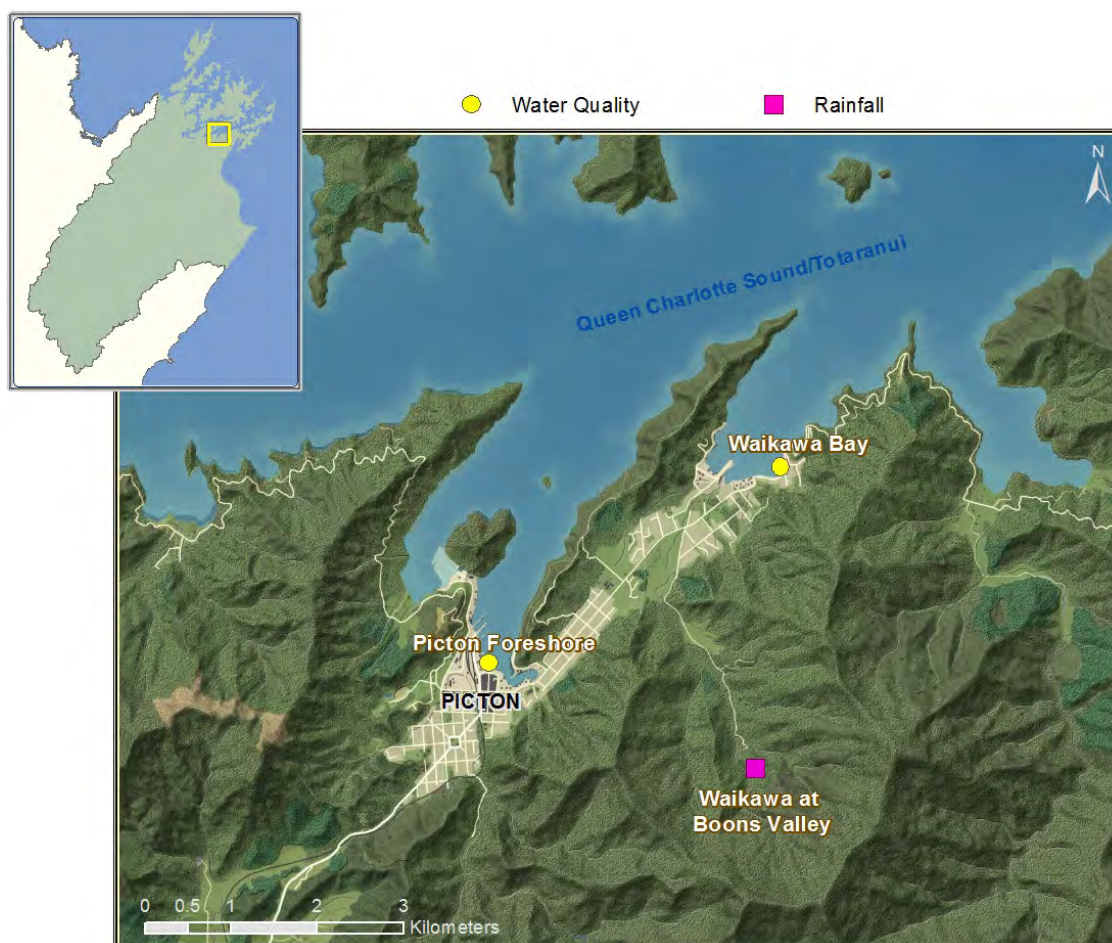 Water Quality
Rainfall
N
Queen Charlotte Sound/Totaranui
Waikawa Bay
Picton Foreshore
PICTON
Waikawa at
Boons Valley
0 0.5 1 2 3
Kilometers